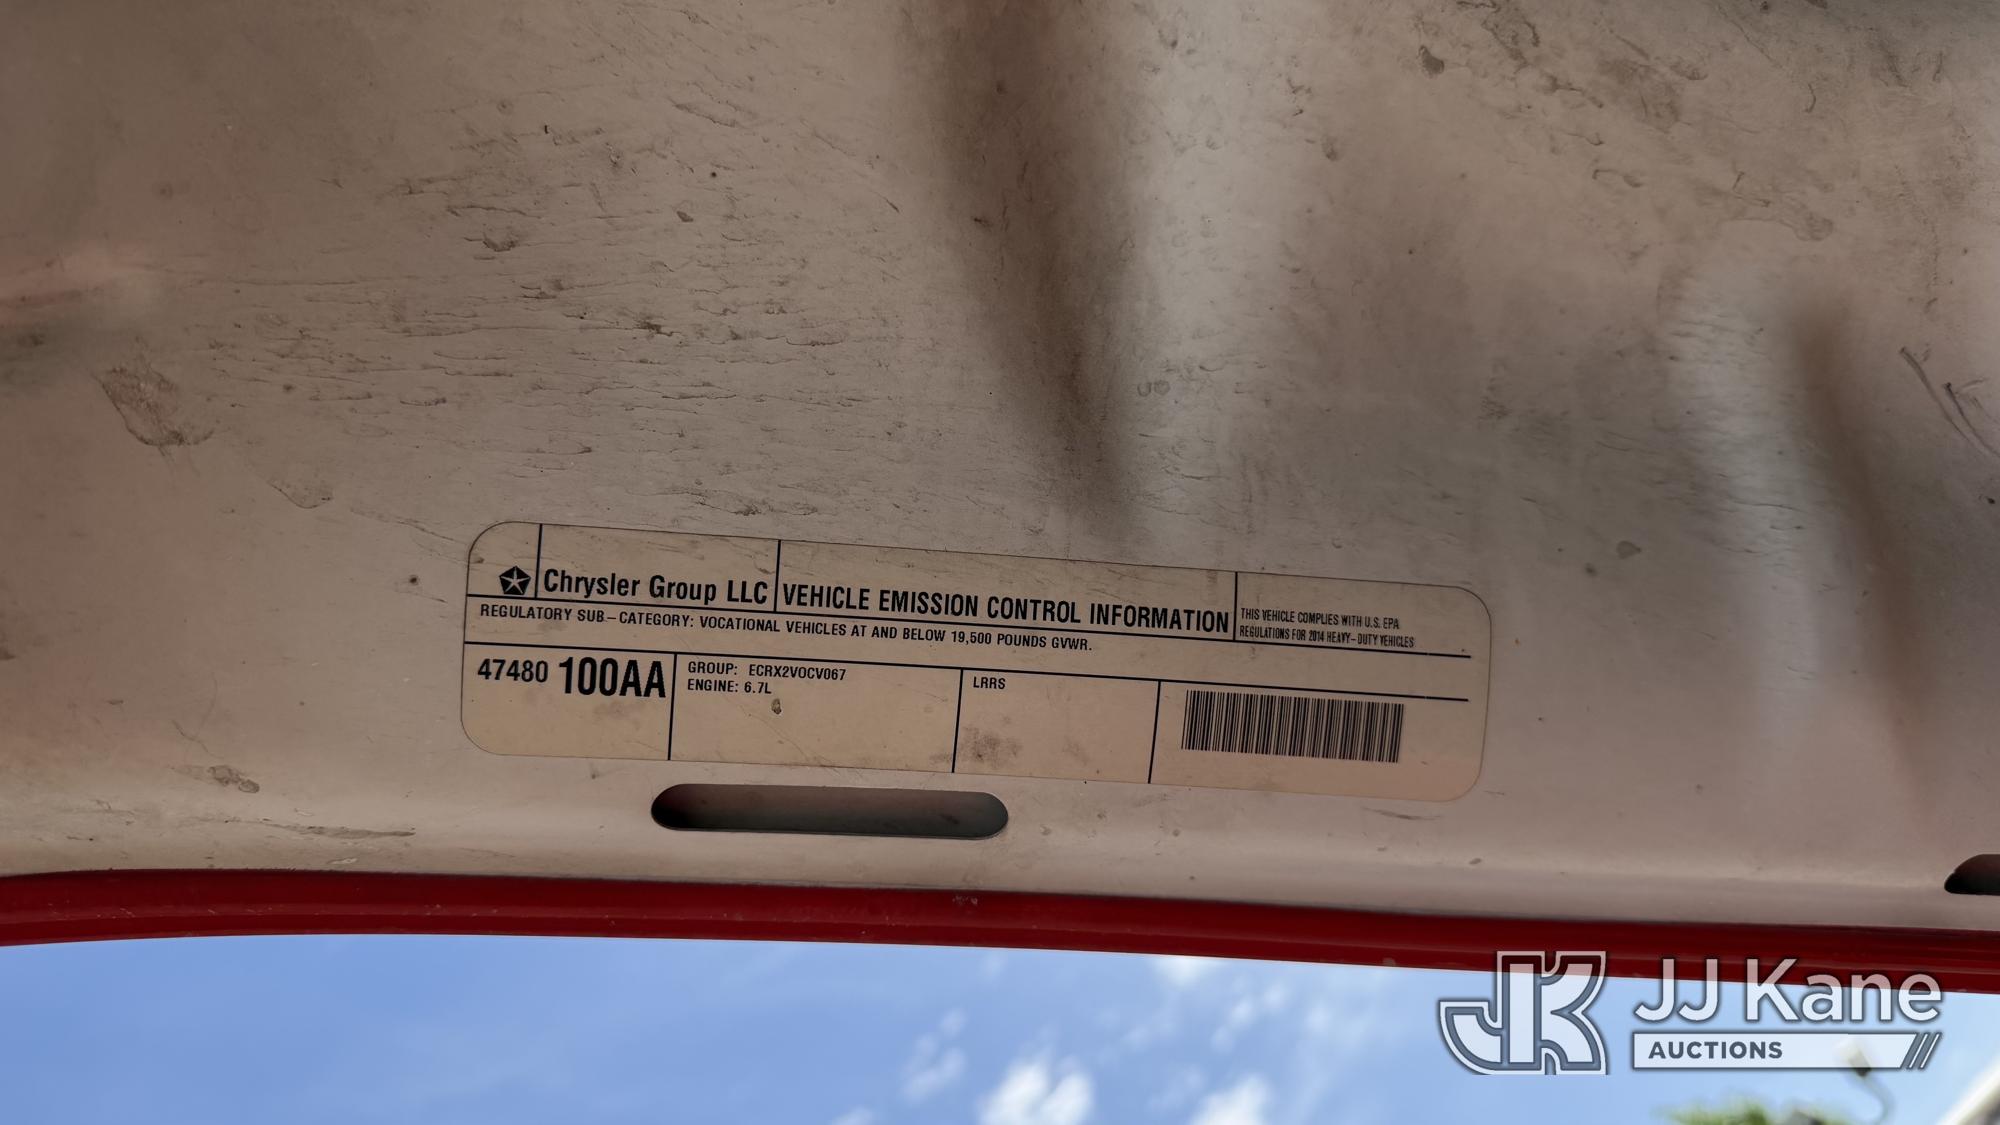 Chrysler Group LLC
VEHICLE EMISSION CONTROL INFORMATION
THIS VEHICLE COMPLIES WITH U.S. EPA
REGULATIONS FOR 2014 HEAVY-DUTY VEHICLES
REGULATORY SUB-CATEGORY: VOCATIONAL VEHICLES AT AND BELOW 19,500 POUNDS GVWR.
47480 100AA
GROUP: ECRX2VOCV067
ENGINE: 6.7L
LRRS
JK JJ Kane
AUCTIONS